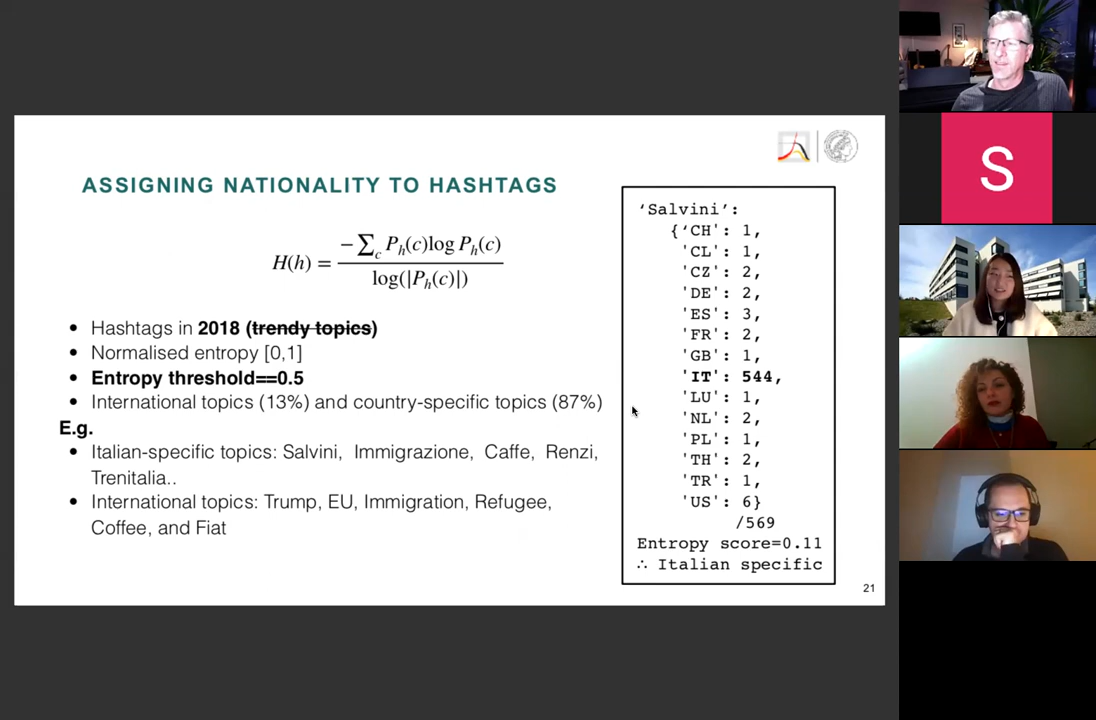 ASSIGNING NATIONALITY TO HASHTAGS
H(h) = −∑c Ph(c)log Ph(c) / log(|Ph(c)|)
• Hashtags in 2018 (trendy topics)
• Normalised entropy [0,1]
• Entropy threshold==0.5
• International topics (13%) and country-specific topics (87%)
E.g.
• Italian-specific topics: Salvini, Immigrazione, Caffe, Renzi,
Trenitalia..
• International topics: Trump, EU, Immigration, Refugee,
Coffee, and Fiat
‘Salvini’:
{‘CH': 1,
'CL': 1,
'CZ': 2,
'DE': 2,
'ES': 3,
'FR': 2,
'GB': 1,
'IT': 544,
'LU': 1,
'NL': 2,
'PL': 1,
'TH': 2,
'TR': 1,
'US': 6}
/569
Entropy score=0.11
∴ Italian specific
21
S